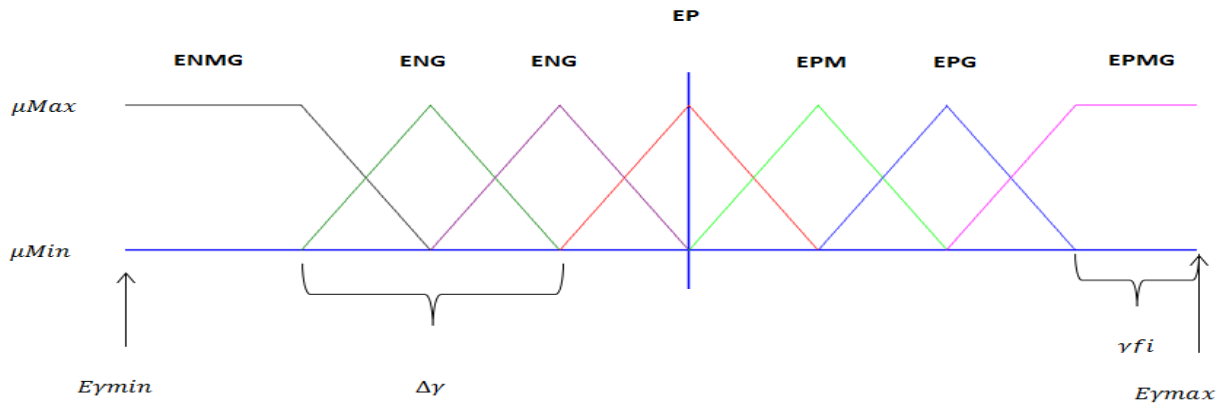 EP
ENMG ENG ENG EPM EPG EPMG
μMax
μMin
γfi
Eγmin Δγ Eγmax